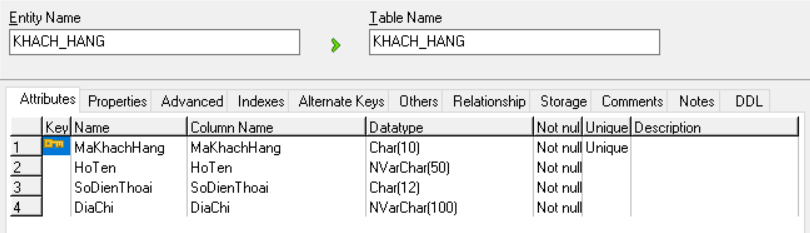 Entity Name Table Name
KHACH_HANG KHACH_HANG
Attributes Properties Advanced Indexes Alternate Keys Others Relationship Storage Comments Notes DDL
Key Name Column Name Datatype Not nul Unique Description
1 MaKhachHang MaKhachHang Char(10) Not null Unique
2 HoTen HoTen NVarChar(50) Not null
3 SoDienThoai SoDienThoai Char(12) Not null
4 DiaChi DiaChi NVarChar(100) Not null